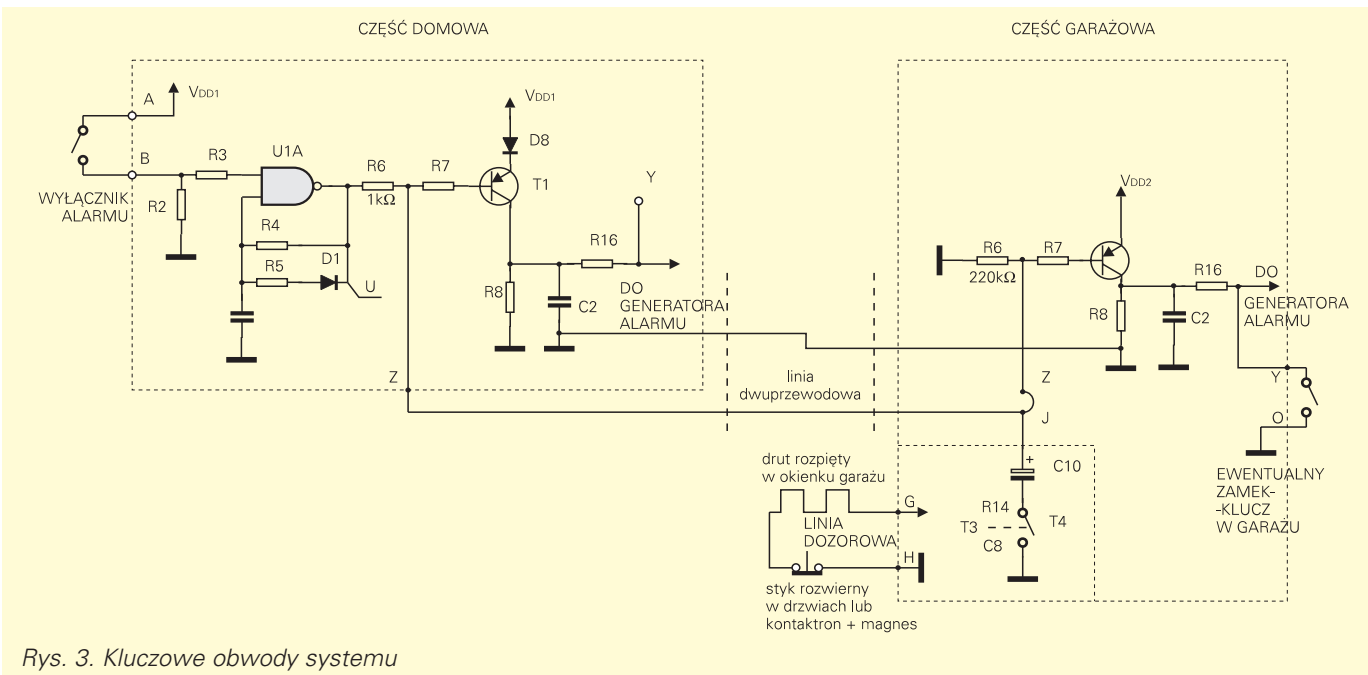 CZĘŚĆ DOMOWA
CZĘŚĆ GARAŻOWA
A
VDD1
B
WYŁĄCZNIK
ALARMU
R2
R3
U1A
R4
R5
D1
U
R6
1kΩ
R7
VDD1
D8
T1
Y
R16
R8
C2
DO
GENERATORA
ALARMU
Z
linia
dwuprzewodowa
VDD2
R6
220kΩ
R7
R16
DO
GENERATORA
ALARMU
R8
C2
Z
J
Y
O
EWENTUALNY
ZAMEK-
-KLUCZ
W GARAŻU
+
C10
R14
T3
T4
C8
drut rozpięty
w okienku garażu
G
LINIA
DOZOROWA
H
styk rozwierny
w drzwiach lub
kontaktron + magnes
Rys. 3. Kluczowe obwody systemu